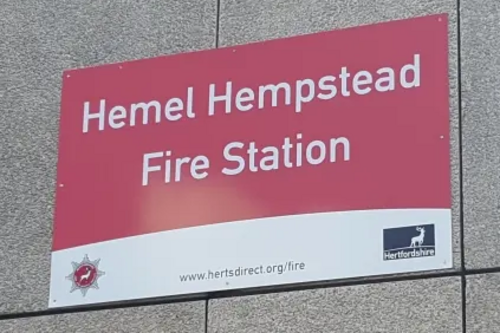 Hemel Hempstead
Fire Station
www.hertsdirect.org/fire
Hertfordshire